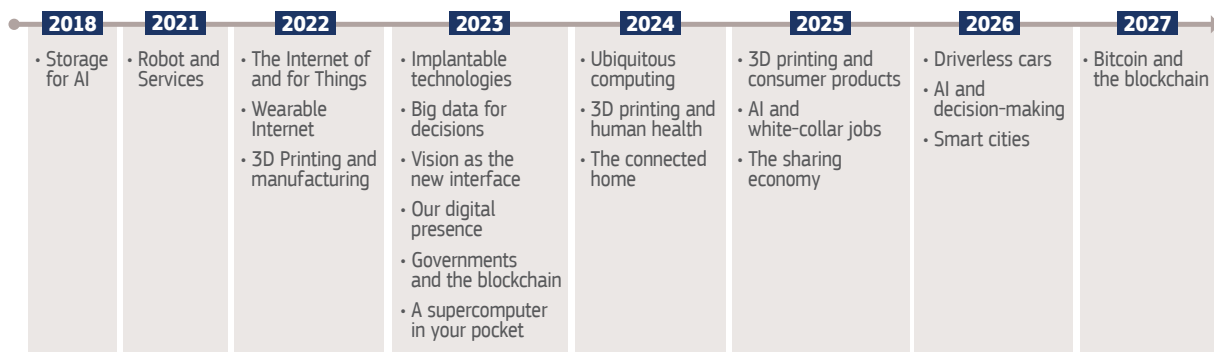 2018
• Storage
for AI
2021
• Robot and
Services
2022
• The Internet of
and for Things
• Wearable
Internet
• 3D Printing and
manufacturing
2023
• Implantable
technologies
• Big data for
decisions
• Vision as the
new interface
• Our digital
presence
• Governments
and the blockchain
• A supercomputer
in your pocket
2024
• Ubiquitous
computing
• 3D printing and
human health
• The connected
home
2025
• 3D printing and
consumer products
• AI and
white-collar jobs
• The sharing
economy
2026
• Driverless cars
• AI and
decision-making
• Smart cities
2027
• Bitcoin and
the blockchain